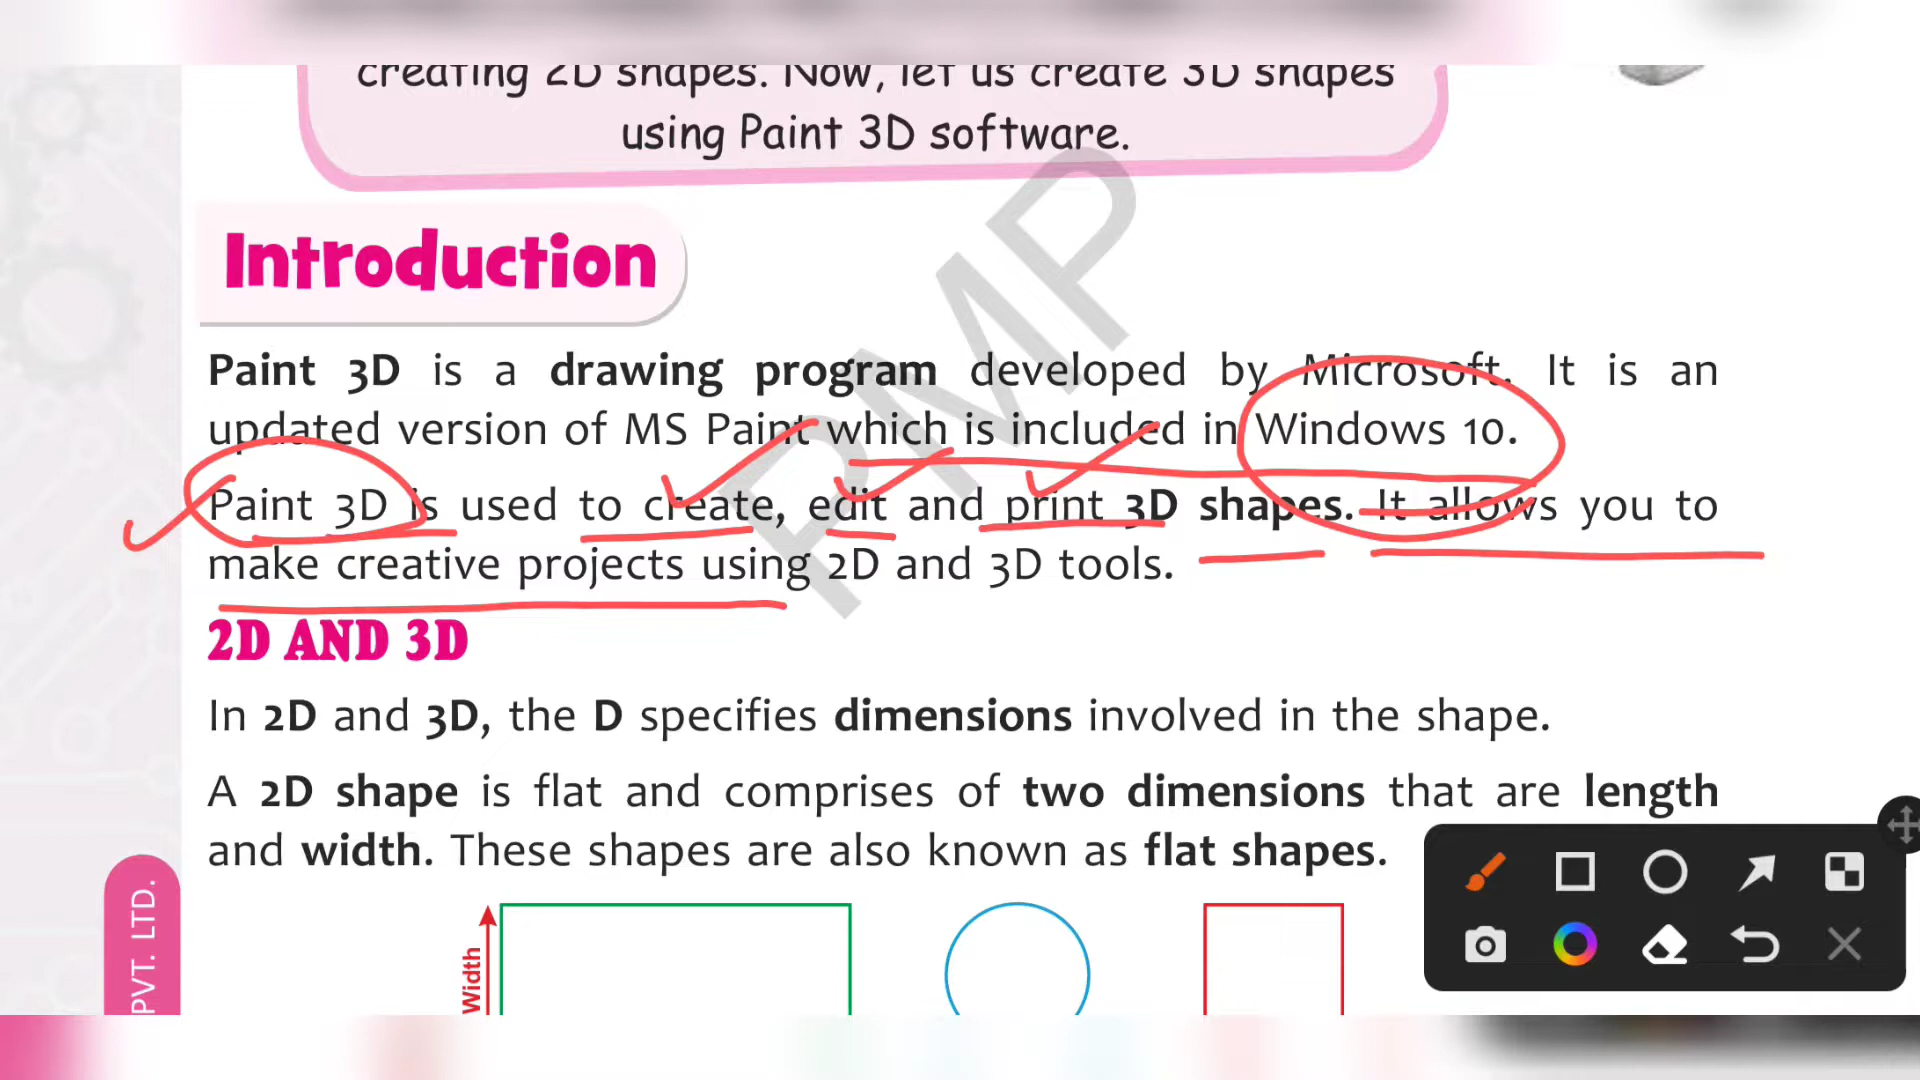 creating 2D shapes. Now, let us create 3D shapes
using Paint 3D software.
Introduction
Paint 3D is a drawing program developed by Microsoft. It is an
updated version of MS Paint which is included in Windows 10.
Paint 3D is used to create, edit and print 3D shapes. It allows you to
make creative projects using 2D and 3D tools.
2D AND 3D
In 2D and 3D, the D specifies dimensions involved in the shape.
A 2D shape is flat and comprises of two dimensions that are length
and width. These shapes are also known as flat shapes.
Width
PVT. LTD.
PMP